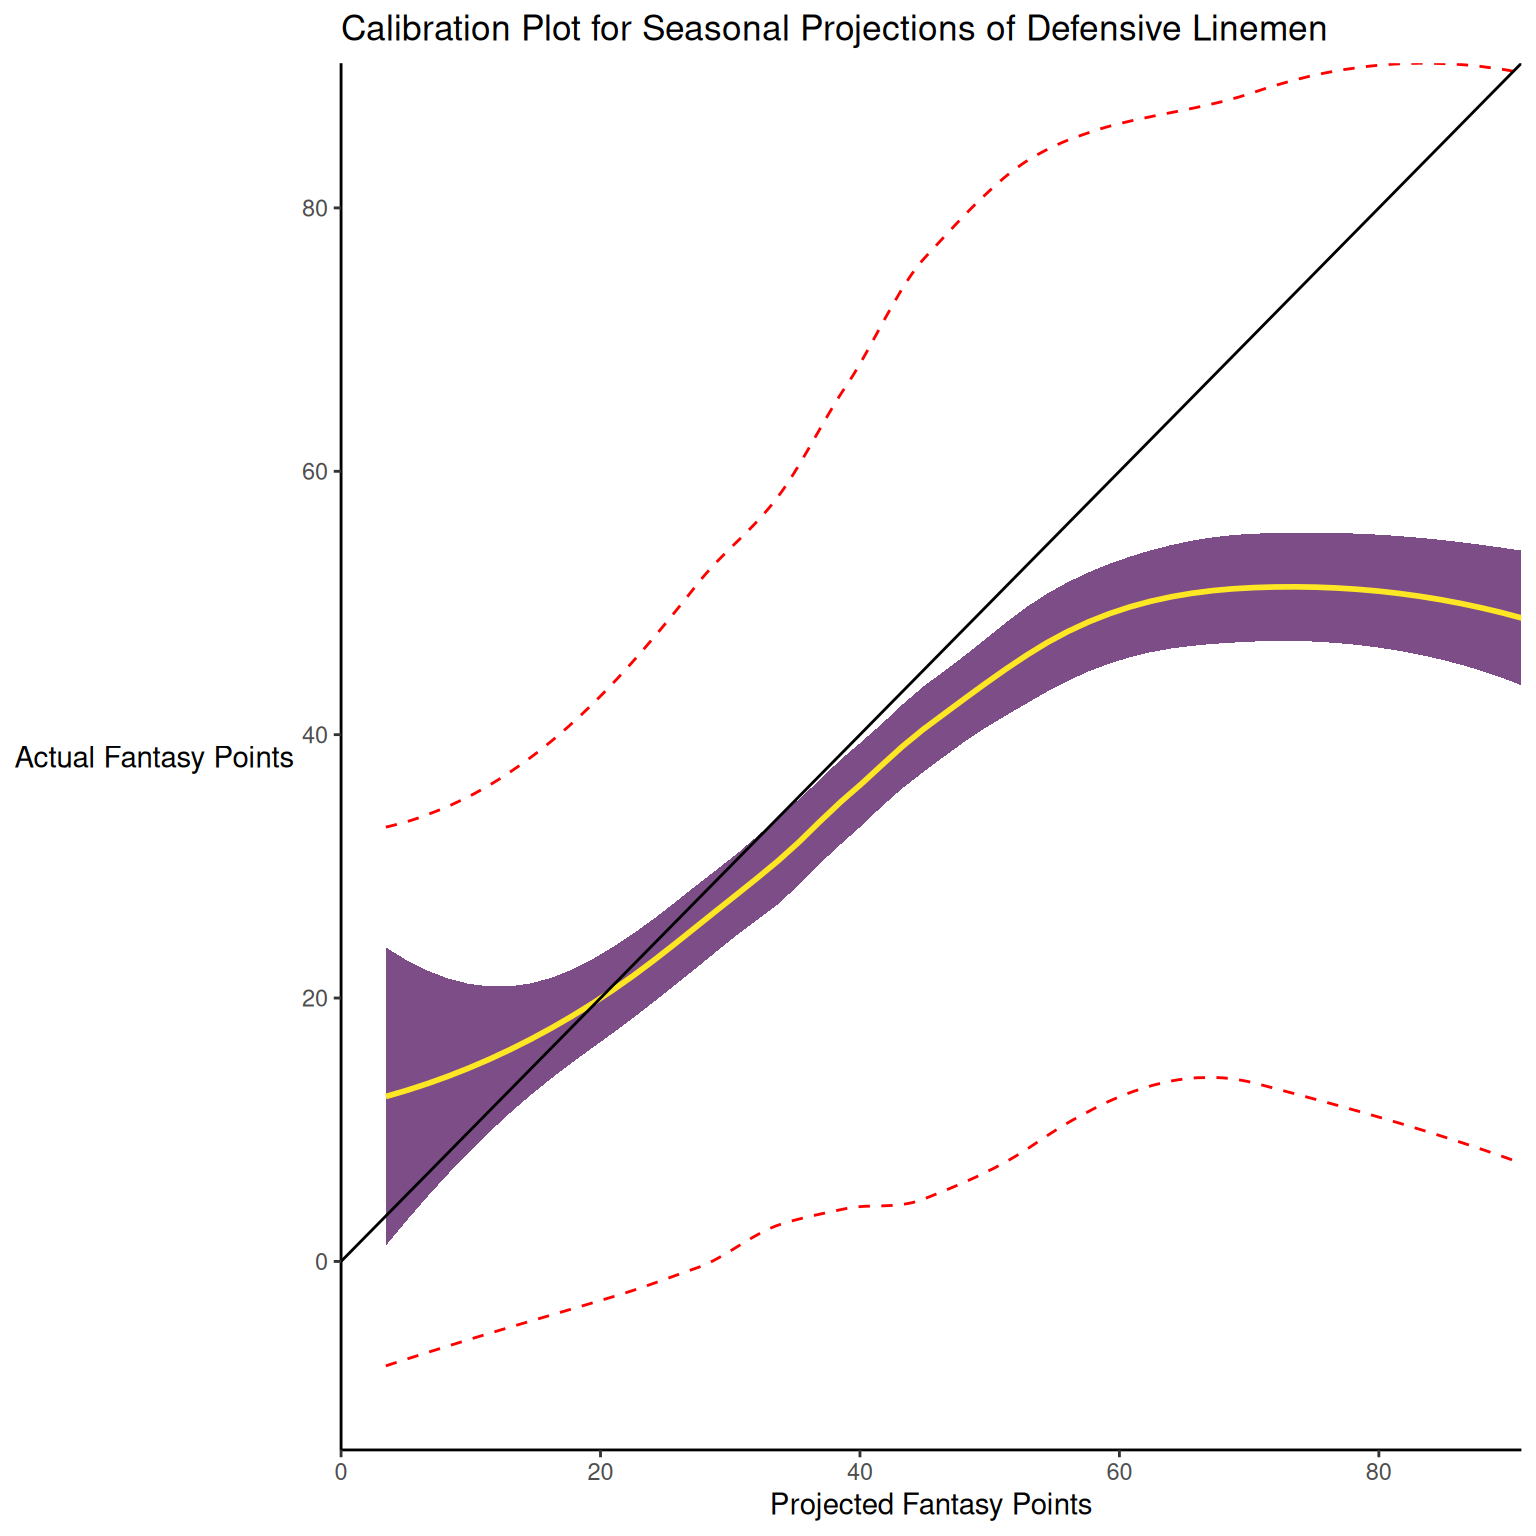 Calibration Plot for Seasonal Projections of Defensive Linemen
80
60
40
Actual Fantasy Points
20
0
0 20 40 60 80
Projected Fantasy Points